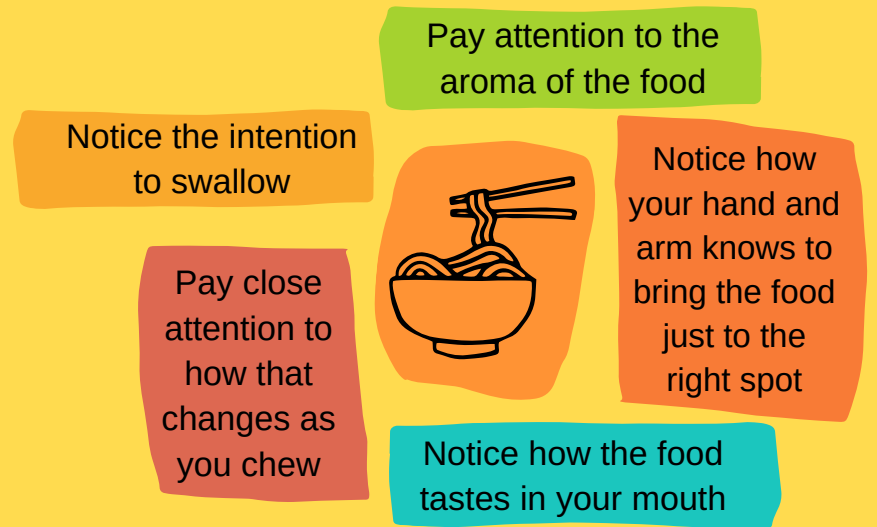 Pay attention to the
aroma of the food
Notice how
your hand and
arm knows to
bring the food
just to the
right spot
Notice how the food
tastes in your mouth
Pay close
attention to
how that
changes as
you chew
Notice the intention
to swallow